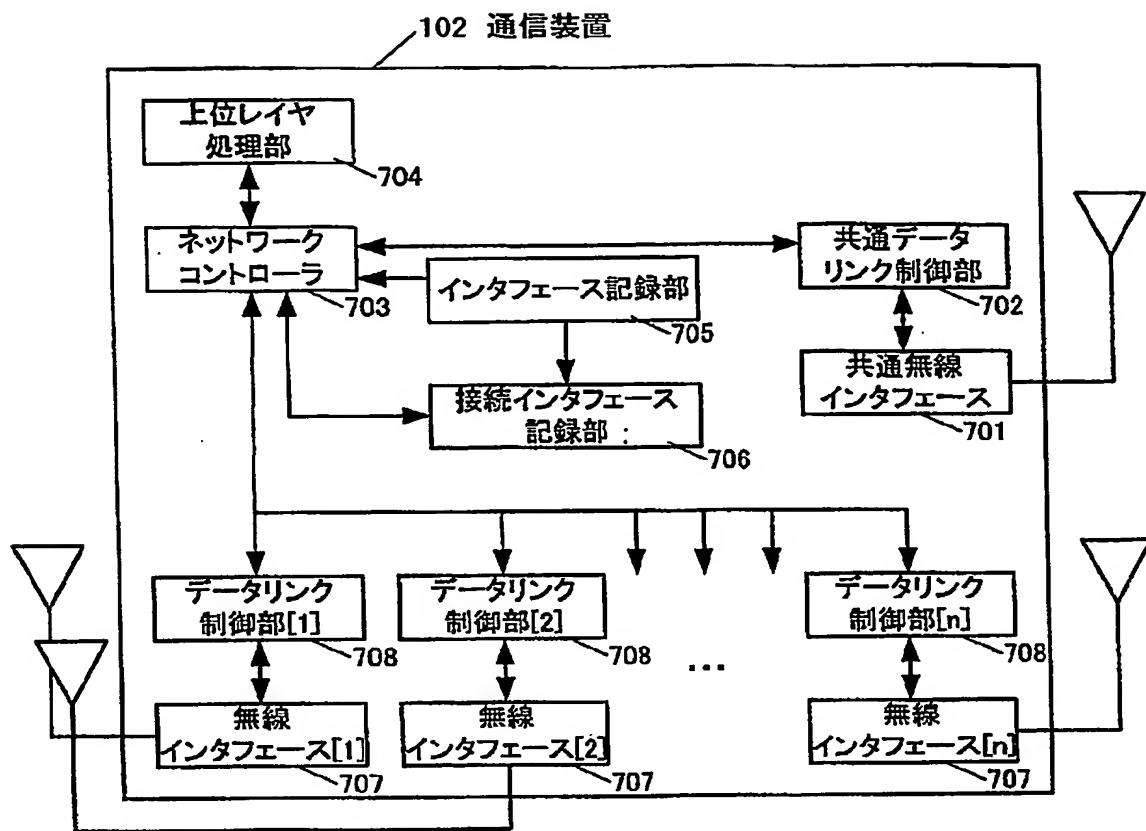 102 通信装置
上位レイヤ
処理部
704
ネットワーク
コントローラ
703
インタフェース記録部
705
共通データ
リンク制御部
702
共通無線
インタフェース
701
接続インタフェース
記録部 :
706
データリンク
制御部[1]
708
データリンク
制御部[2]
708
...
データリンク
制御部[n]
708
無線
インタフェース[1]
707
無線
インタフェース[2]
707
無線
インタフェース[n]
707